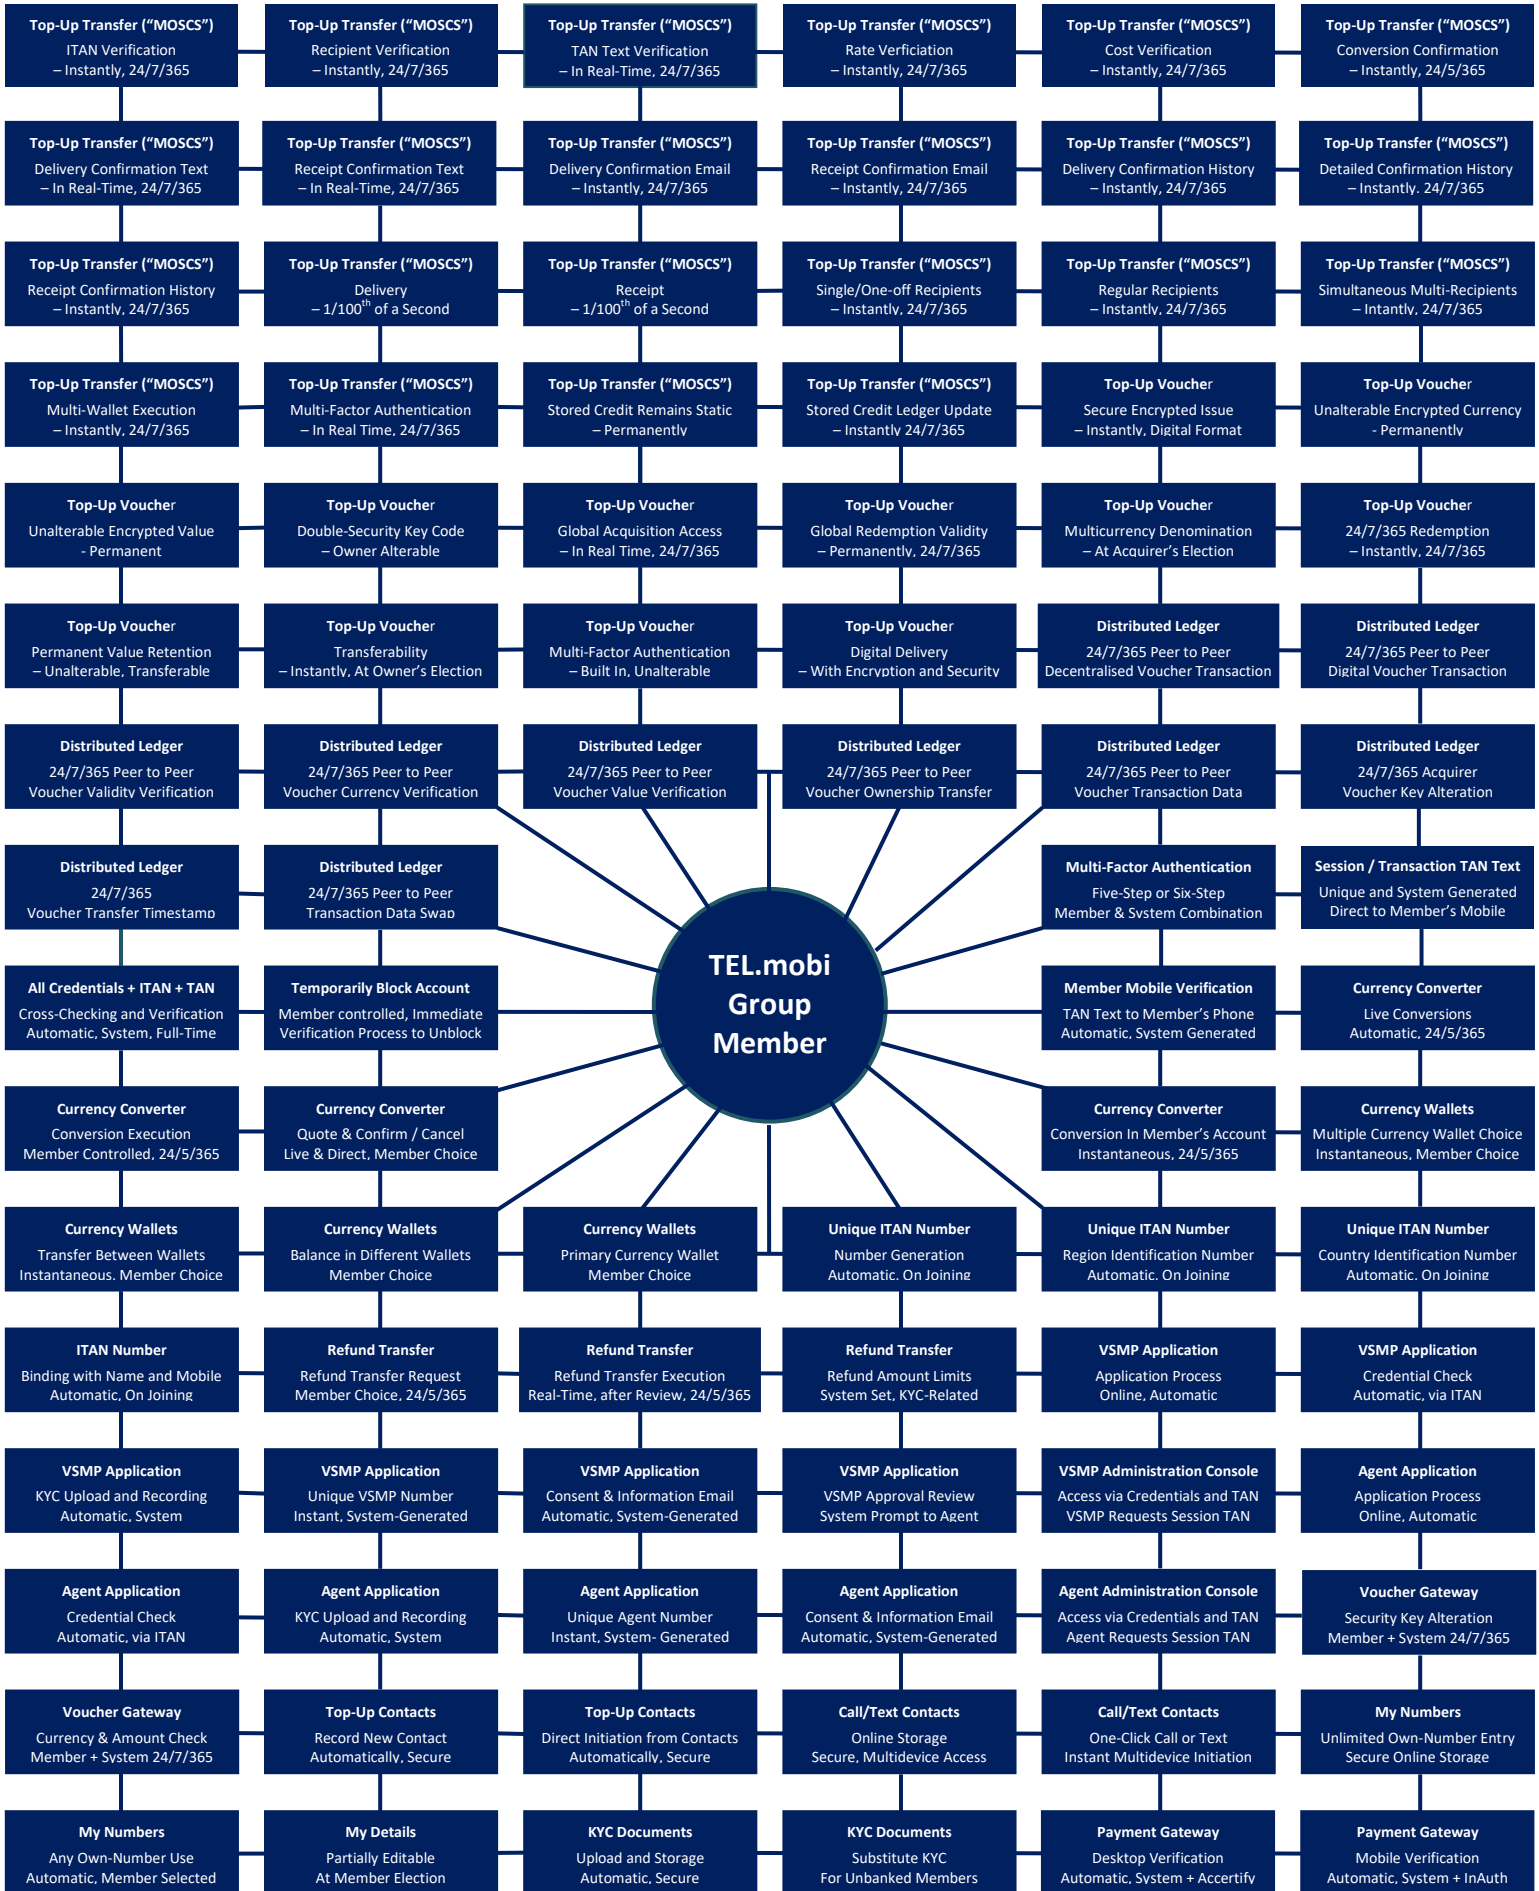 Top-Up Transfer (“MOSCS”)
ITAN Verification
– Instantly, 24/7/365
Top-Up Transfer (“MOSCS”)
Recipient Verification
– Instantly, 24/7/365
Top-Up Transfer (“MOSCS”)
TAN Text Verification
– In Real-Time, 24/7/365
Top-Up Transfer (“MOSCS”)
Rate Verficiation
– Instantly, 24/7/365
Top-Up Transfer (“MOSCS”)
Cost Verification
– Instantly, 24/7/365
Top-Up Transfer (“MOSCS”)
Conversion Confirmation
– Instantly, 24/5/365
Top-Up Transfer (“MOSCS”)
Delivery Confirmation Text
– In Real-Time, 24/7/365
Top-Up Transfer (“MOSCS”)
Receipt Confirmation Text
– In Real-Time, 24/7/365
Top-Up Transfer (“MOSCS”)
Delivery Confirmation Email
– Instantly, 24/7/365
Top-Up Transfer (“MOSCS”)
Receipt Confirmation Email
– Instantly, 24/7/365
Top-Up Transfer (“MOSCS”)
Delivery Confirmation History
– Instantly, 24/7/365
Top-Up Transfer (“MOSCS”)
Detailed Confirmation History
– Instantly. 24/7/365
Top-Up Transfer (“MOSCS”)
Receipt Confirmation History
– Instantly, 24/7/365
Top-Up Transfer (“MOSCS”)
Delivery
– 1/100th of a Second
Top-Up Transfer (“MOSCS”)
Receipt
– 1/100th of a Second
Top-Up Transfer (“MOSCS”)
Single/One-off Recipients
– Instantly, 24/7/365
Top-Up Transfer (“MOSCS”)
Regular Recipients
– Instantly, 24/7/365
Top-Up Transfer (“MOSCS”)
Simultaneous Multi-Recipients
– Intantly, 24/7/365
Top-Up Transfer (“MOSCS”)
Multi-Wallet Execution
– Instantly, 24/7/365
Top-Up Transfer (“MOSCS”)
Multi-Factor Authentication
– In Real Time, 24/7/365
Top-Up Transfer (“MOSCS”)
Stored Credit Remains Static
– Permanently
Top-Up Transfer (“MOSCS”)
Stored Credit Ledger Update
– Instantly 24/7/365
Top-Up Voucher
Secure Encrypted Issue
– Instantly, Digital Format
Top-Up Voucher
Unalterable Encrypted Currency
- Permanently
Top-Up Voucher
Unalterable Encrypted Value
- Permanent
Top-Up Voucher
Double-Security Key Code
– Owner Alterable
Top-Up Voucher
Global Acquisition Access
– In Real Time, 24/7/365
Top-Up Voucher
Global Redemption Validity
– Permanently, 24/7/365
Top-Up Voucher
Multicurrency Denomination
– At Acquirer’s Election
Top-Up Voucher
24/7/365 Redemption
– Instantly, 24/7/365
Top-Up Voucher
Permanent Value Retention
– Unalterable, Transferable
Top-Up Voucher
Transferability
– Instantly, At Owner’s Election
Top-Up Voucher
Multi-Factor Authentication
– Built In, Unalterable
Top-Up Voucher
Digital Delivery
– With Encryption and Security
Distributed Ledger
24/7/365 Peer to Peer
Decentralised Voucher Transaction
Distributed Ledger
24/7/365 Peer to Peer
Digital Voucher Transaction
Distributed Ledger
24/7/365 Peer to Peer
Voucher Validity Verification
Distributed Ledger
24/7/365 Peer to Peer
Voucher Currency Verification
Distributed Ledger
24/7/365 Peer to Peer
Voucher Value Verification
Distributed Ledger
24/7/365 Peer to Peer
Voucher Ownership Transfer
Distributed Ledger
24/7/365 Peer to Peer
Voucher Transaction Data
Distributed Ledger
24/7/365 Acquirer
Voucher Key Alteration
Distributed Ledger
24/7/365
Voucher Transfer Timestamp
Distributed Ledger
24/7/365 Peer to Peer
Transaction Data Swap
Multi-Factor Authentication
Five-Step or Six-Step
Member & System Combination
Session / Transaction TAN Text
Unique and System Generated
Direct to Member’s Mobile
TEL.mobi
Group
Member
All Credentials + ITAN + TAN
Cross-Checking and Verification
Automatic, System, Full-Time
Temporarily Block Account
Member controlled, Immediate
Verification Process to Unblock
Member Mobile Verification
TAN Text to Member’s Phone
Automatic, System Generated
Currency Converter
Live Conversions
Automatic, 24/5/365
Currency Converter
Conversion Execution
Member Controlled, 24/5/365
Currency Converter
Quote & Confirm / Cancel
Live & Direct, Member Choice
Currency Converter
Conversion In Member’s Account
Instantaneous, 24/5/365
Currency Wallets
Multiple Currency Wallet Choice
Instantaneous, Member Choice
Currency Wallets
Transfer Between Wallets
Instantaneous. Member Choice
Currency Wallets
Balance in Different Wallets
Member Choice
Currency Wallets
Primary Currency Wallet
Member Choice
Unique ITAN Number
Number Generation
Automatic. On Joining
Unique ITAN Number
Region Identification Number
Automatic. On Joining
Unique ITAN Number
Country Identification Number
Automatic. On Joining
ITAN Number
Binding with Name and Mobile
Automatic, On Joining
Refund Transfer
Refund Transfer Request
Member Choice, 24/5/365
Refund Transfer
Refund Transfer Execution
Real-Time, after Review, 24/5/365
Refund Transfer
Refund Amount Limits
System Set, KYC-Related
VSMP Application
Application Process
Online, Automatic
VSMP Application
Credential Check
Automatic, via ITAN
VSMP Application
KYC Upload and Recording
Automatic, System
VSMP Application
Unique VSMP Number
Instant, System-Generated
VSMP Application
Consent & Information Email
Automatic, System-Generated
VSMP Application
VSMP Approval Review
System Prompt to Agent
VSMP Administration Console
Access via Credentials and TAN
VSMP Requests Session TAN
Agent Application
Application Process
Online, Automatic
Agent Application
Credential Check
Automatic, via ITAN
Agent Application
KYC Upload and Recording
Automatic, System
Agent Application
Unique Agent Number
Instant, System- Generated
Agent Application
Consent & Information Email
Automatic, System-Generated
Agent Administration Console
Access via Credentials and TAN
Agent Requests Session TAN
Voucher Gateway
Security Key Alteration
Member + System 24/7/365
Voucher Gateway
Currency & Amount Check
Member + System 24/7/365
Top-Up Contacts
Record New Contact
Automatically, Secure
Top-Up Contacts
Direct Initiation from Contacts
Automatically, Secure
Call/Text Contacts
Online Storage
Secure, Multidevice Access
Call/Text Contacts
One-Click Call or Text
Instant Multidevice Initiation
My Numbers
Unlimited Own-Number Entry
Secure Online Storage
My Numbers
Any Own-Number Use
Automatic, Member Selected
My Details
Partially Editable
At Member Election
KYC Documents
Upload and Storage
Automatic, Secure
KYC Documents
Substitute KYC
For Unbanked Members
Payment Gateway
Desktop Verification
Automatic, System + Accertify
Payment Gateway
Mobile Verification
Automatic, System + InAuth